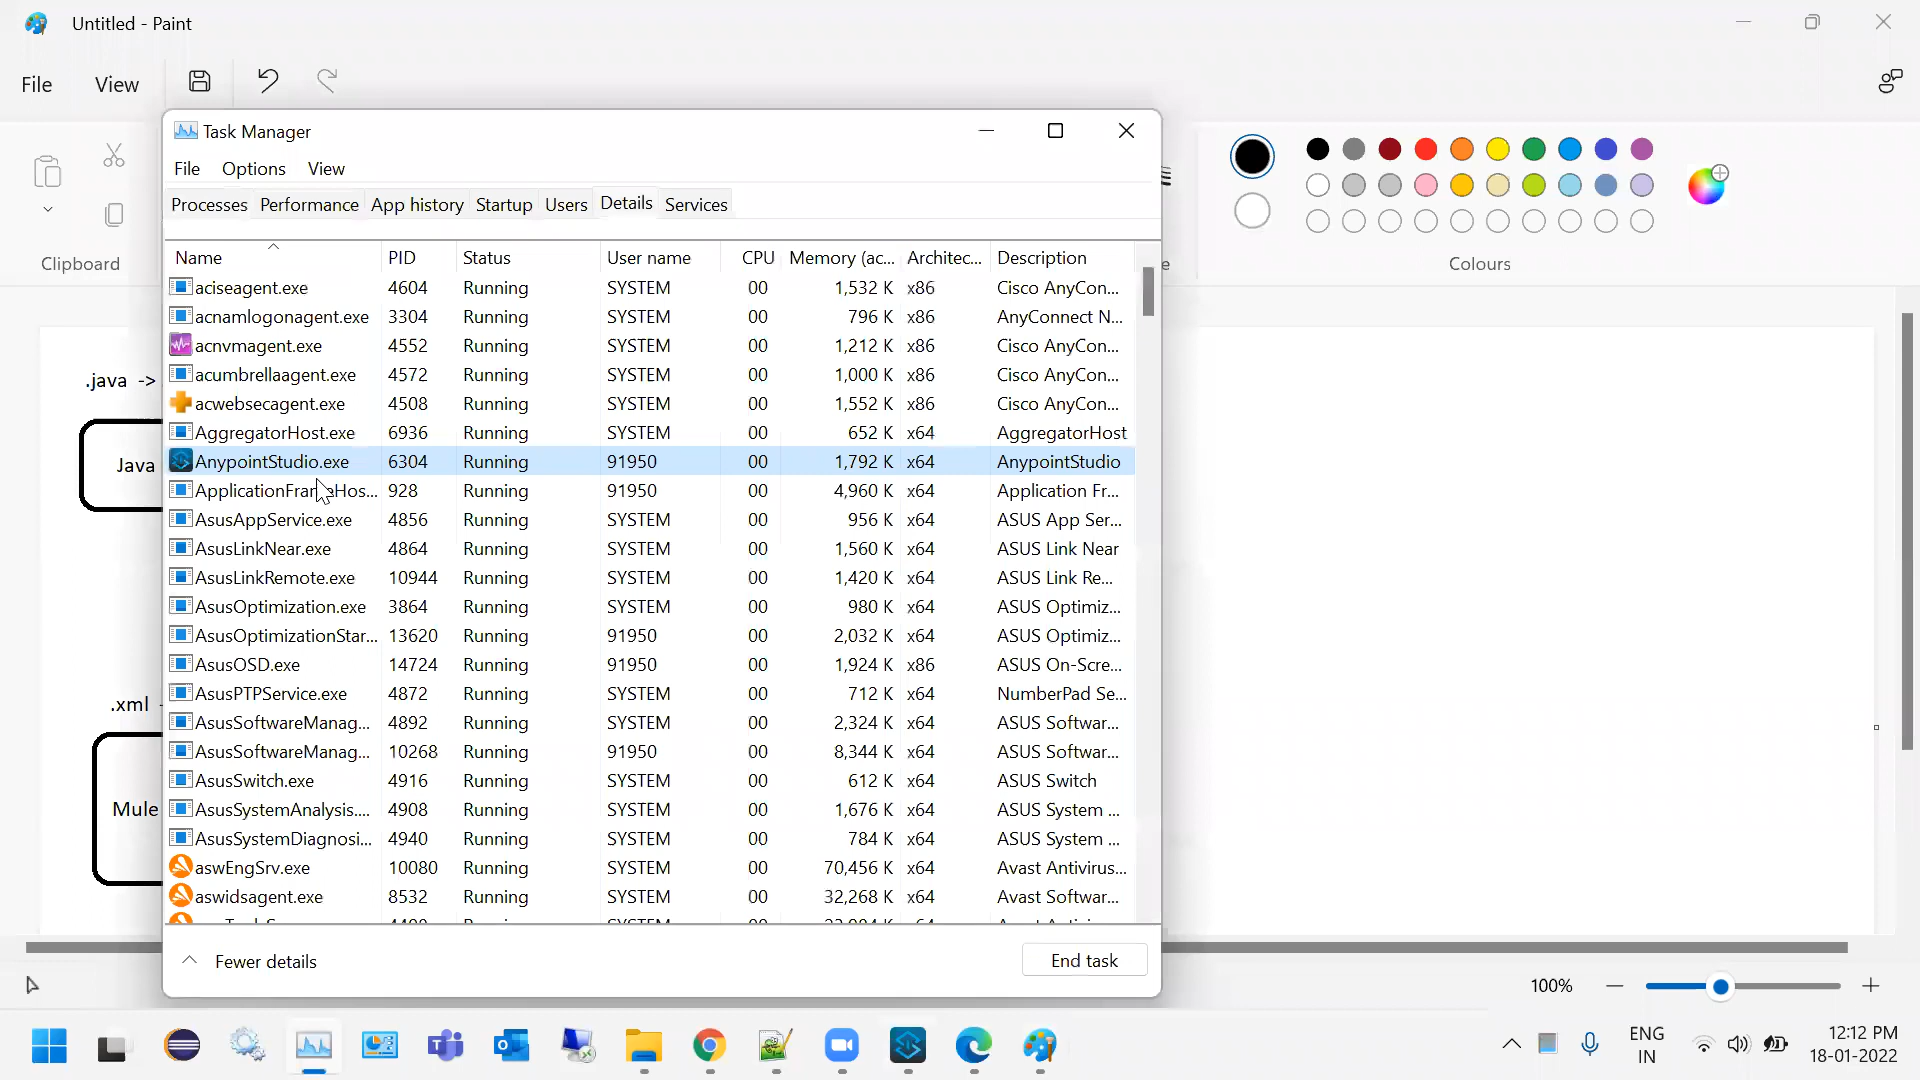 Untitled - Paint
File View
Clipboard
Colours
.java ->
Java
.xml
Mule
Task Manager
File Options View
Processes Performance App history Startup Users Details Services
Name PID Status User name CPU Memory (ac... Architec... Description
aciseagent.exe 4604 Running SYSTEM 00 1,532 K x86 Cisco AnyCon...
acnamlogonagent.exe 3304 Running SYSTEM 00 796 K x86 AnyConnect N...
acnvmagent.exe 4552 Running SYSTEM 00 1,212 K x86 Cisco AnyCon...
acumbrellaagent.exe 4572 Running SYSTEM 00 1,000 K x86 Cisco AnyCon...
acwebsecagent.exe 4508 Running SYSTEM 00 1,552 K x86 Cisco AnyCon...
AggregatorHost.exe 6936 Running SYSTEM 00 652 K x64 AggregatorHost
AnypointStudio.exe 6304 Running 91950 00 1,792 K x64 AnypointStudio
ApplicationFrameHos... 928 Running 91950 00 4,960 K x64 Application Fr...
AsusAppService.exe 4856 Running SYSTEM 00 956 K x64 ASUS App Ser...
AsusLinkNear.exe 4864 Running SYSTEM 00 1,560 K x64 ASUS Link Near
AsusLinkRemote.exe 10944 Running SYSTEM 00 1,420 K x64 ASUS Link Re...
AsusOptimization.exe 3864 Running SYSTEM 00 980 K x64 ASUS Optimiz...
AsusOptimizationStar... 13620 Running 91950 00 2,032 K x64 ASUS Optimiz...
AsusOSD.exe 14724 Running 91950 00 1,924 K x86 ASUS On-Scre...
AsusPTPService.exe 4872 Running SYSTEM 00 712 K x64 NumberPad Se...
AsusSoftwareManag... 4892 Running SYSTEM 00 2,324 K x64 ASUS Softwar...
AsusSoftwareManag... 10268 Running 91950 00 8,344 K x64 ASUS Softwar...
AsusSwitch.exe 4916 Running SYSTEM 00 612 K x64 ASUS Switch
AsusSystemAnalysis.... 4908 Running SYSTEM 00 1,676 K x64 ASUS System ...
AsusSystemDiagnosi... 4940 Running SYSTEM 00 784 K x64 ASUS System ...
aswEngSrv.exe 10080 Running SYSTEM 00 70,456 K x64 Avast Antivirus...
aswidsagent.exe 8532 Running SYSTEM 00 32,268 K x64 Avast Softwar...
Fewer details
End task
100%
ENG
IN
12:12 PM
18-01-2022